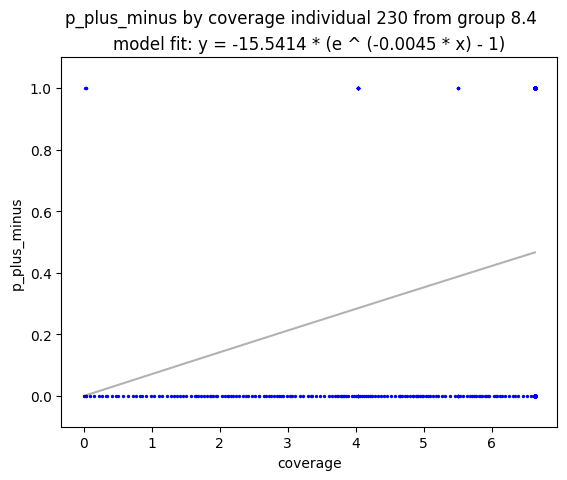 p_plus_minus by coverage individual 230 from group 8.4
model fit: y = -15.5414 * (e ^ (-0.0045 * x) - 1)
1.0
0.8
0.6
0.4
0.2
0.0
p_plus_minus
0 1 2 3 4 5 6
coverage